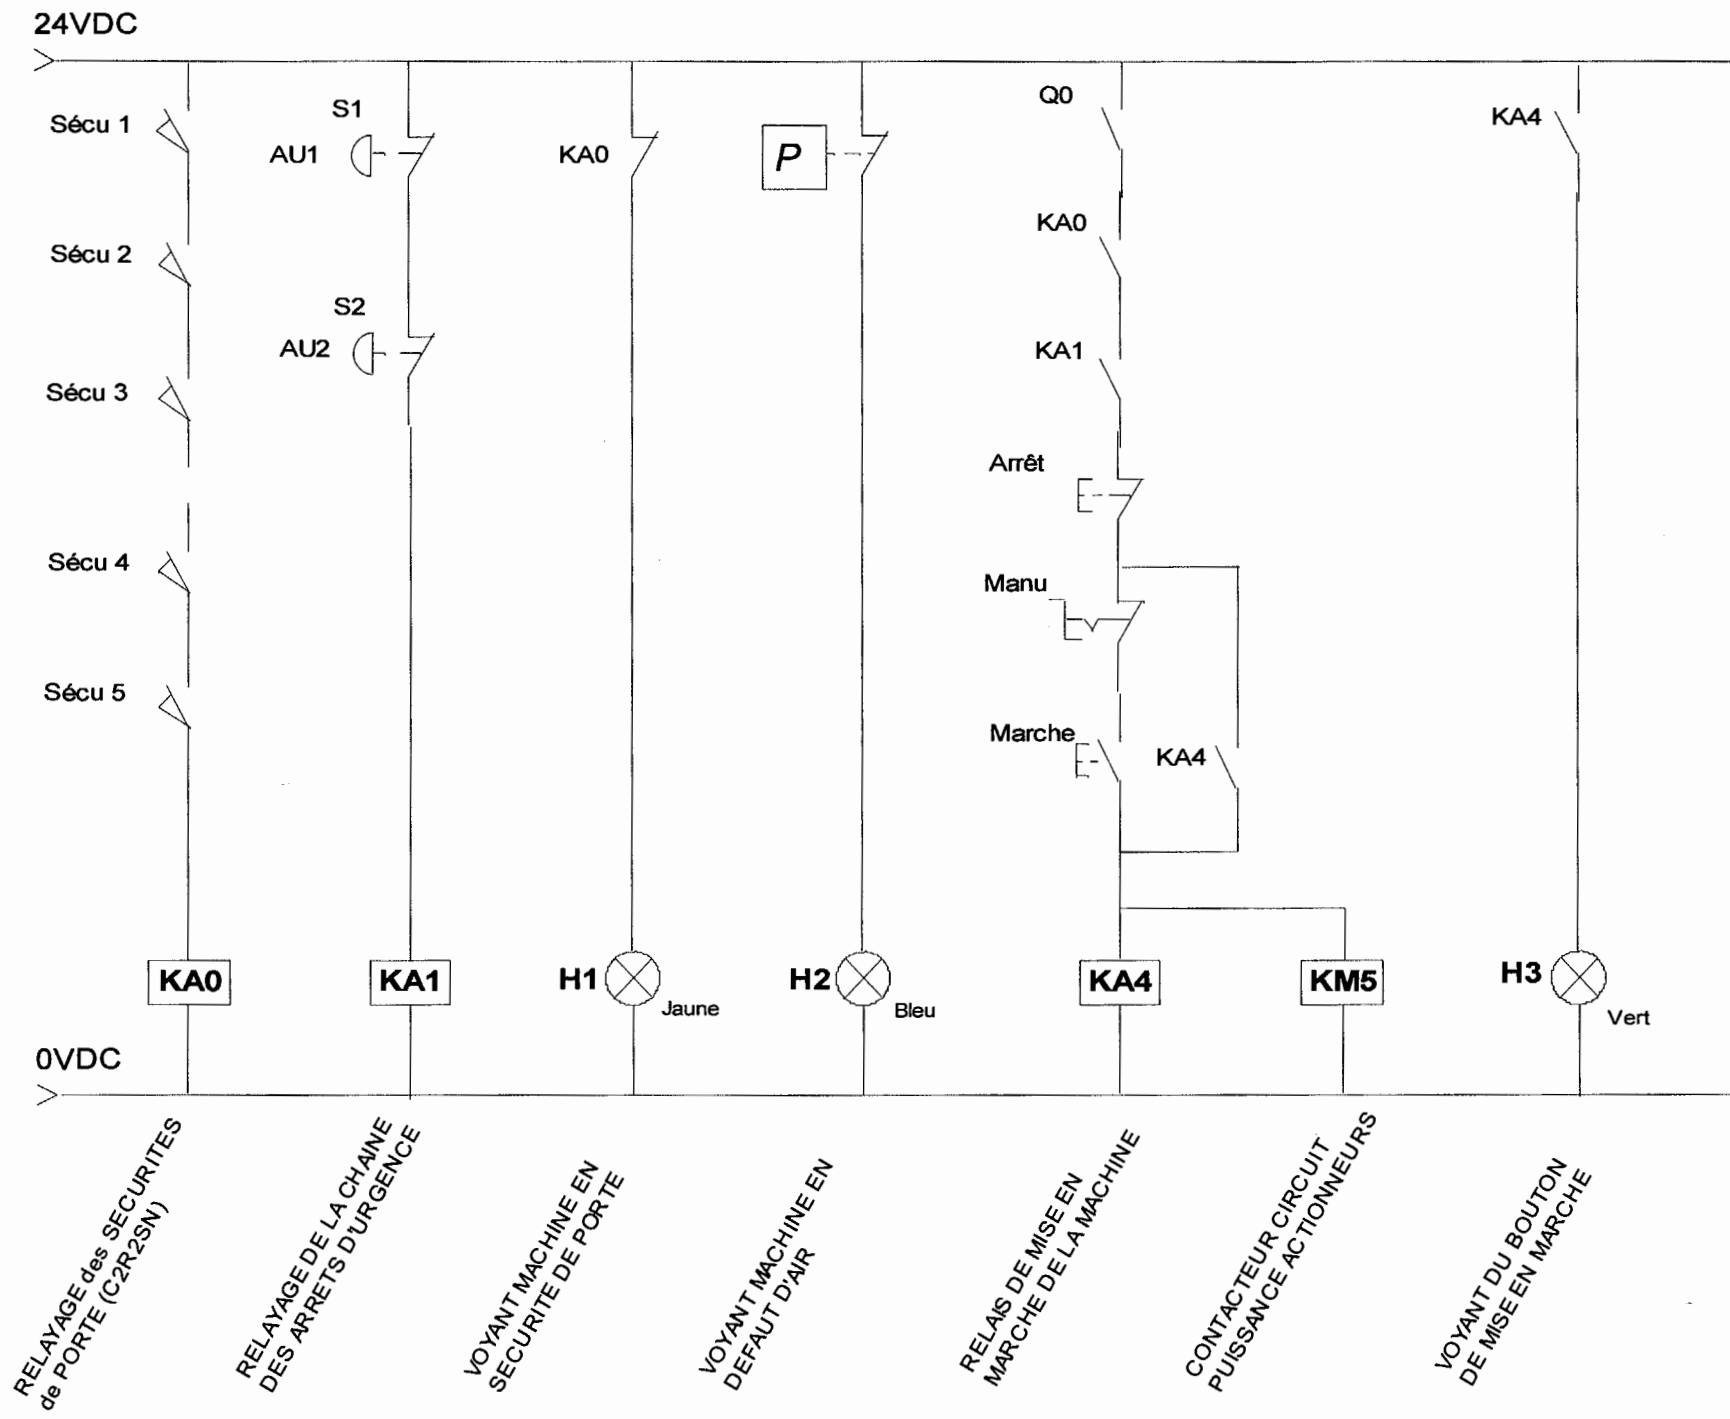 24VDC
Sécu 1
S1
AU1
KA0
P
Q0
KA4
Sécu 2
KA0
S2
AU2
KA1
Sécu 3
Arrêt
Sécu 4
Manu
Sécu 5
Marche
KA4
KA0
KA1
H1
Jaune
H2
Bleu
KA4
KM5
H3
Vert
0VDC
RELAYAGE des SECURITES
de PORTE (C2R2SN)
RELAYAGE DE LA CHAINE
DES ARRETS D'URGENCE
VOYANT MACHINE EN
SECURITE DE PORTE
VOYANT MACHINE EN
DEFAUT D'AIR
RELAIS DE MISE EN
MARCHE DE LA MACHINE
CONTACTEUR CIRCUIT
PUISSANCE ACTIONNEURS
VOYANT DU BOUTON
DE MISE EN MARCHE